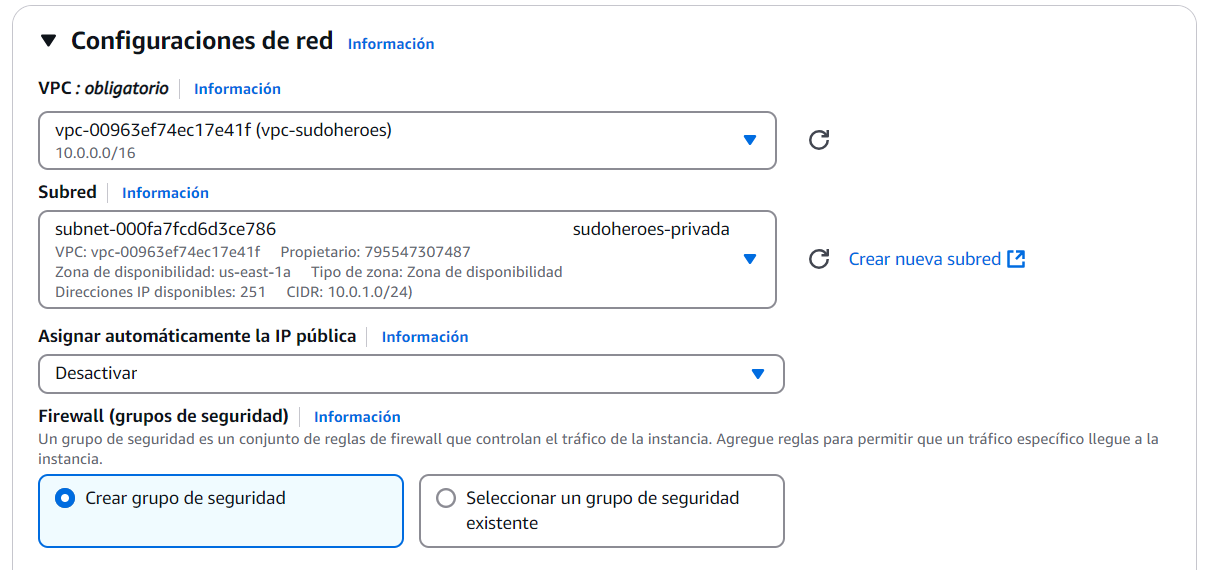 Configuraciones de red Información
VPC : obligatorio Información
vpc-00963ef74ec17e41f (vpc-sudoheroes)
10.0.0.0/16
Subred Información
subnet-000fa7fcd6d3ce786 sudoheroes-privada
VPC: vpc-00963ef74ec17e41f Propietario: 795547307487
Zona de disponibilidad: us-east-1a Tipo de zona: Zona de disponibilidad
Direcciones IP disponibles: 251 CIDR: 10.0.1.0/24)
Crear nueva subred
Asignar automáticamente la IP pública Información
Desactivar
Firewall (grupos de seguridad) Información
Un grupo de seguridad es un conjunto de reglas de firewall que controlan el tráfico de la instancia. Agregue reglas para permitir que un tráfico específico llegue a la
instancia.
Crear grupo de seguridad
Seleccionar un grupo de seguridad
existente